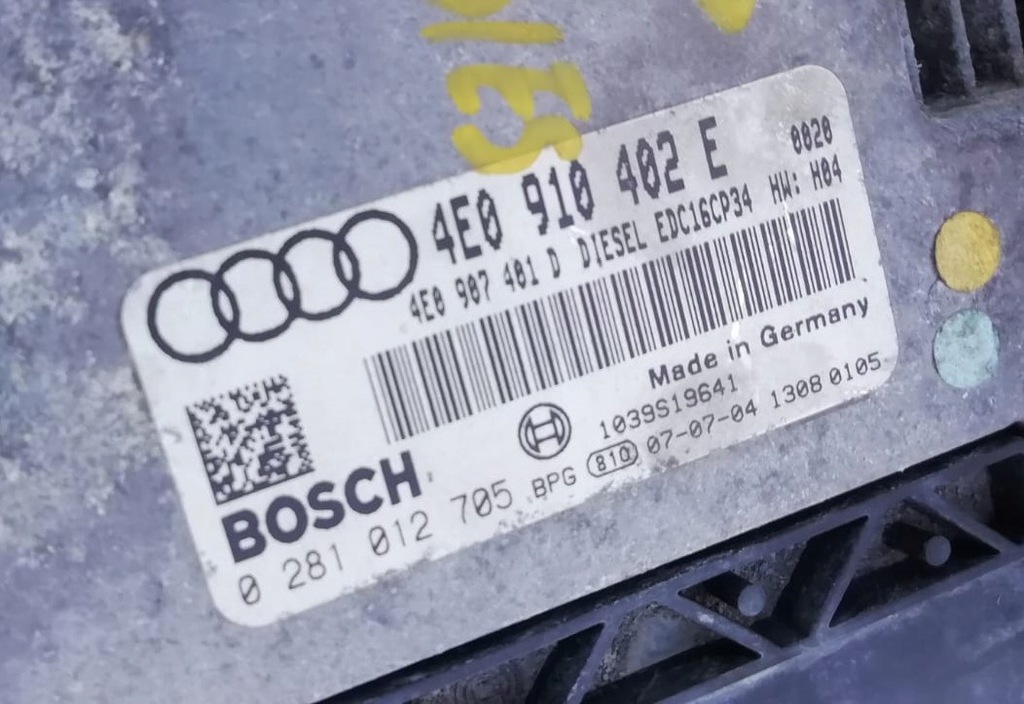 4E0 910 402 E 0020
4E0 907 401 D DIESEL EDC16CP34 HW: H04
Made in Germany
1039S19641
BOSCH
0 281 012 705 BPG 810 07-07-04 1308 0105